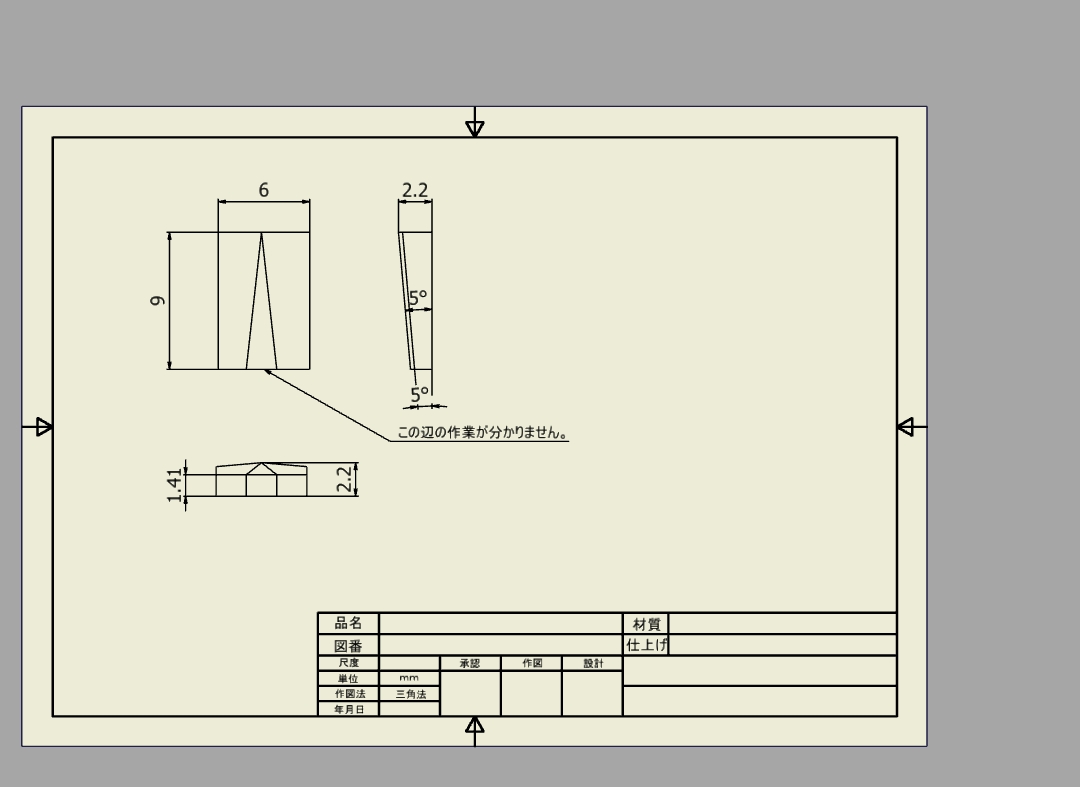 6
2.2
9
5°
5°
この辺の作業が分かりません。
1.41
2.2
品名
材質
図番
仕上げ
尺度
承認
作図
設計
単位
mm
作図法
三角法
年月日